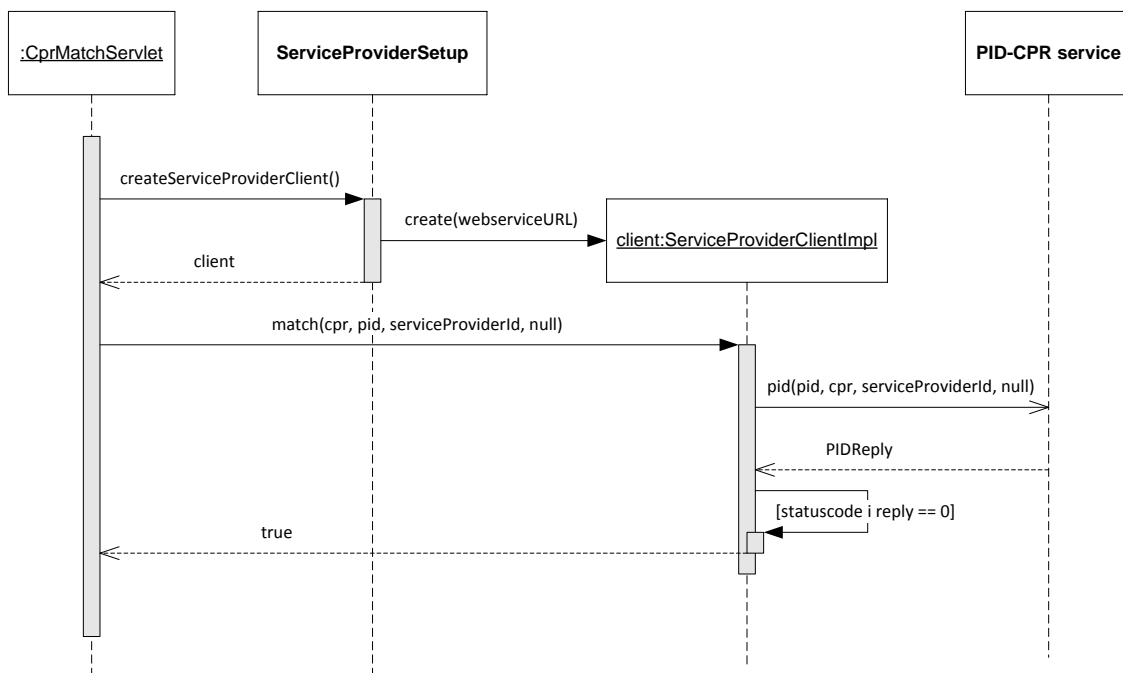 :CprMatchServlet
ServiceProviderSetup
PID-CPR service
createServiceProviderClient()
create(webserviceURL)
client:ServiceProviderClientImpl
client
match(cpr, pid, serviceProviderId, null)
pid(pid, cpr, serviceProviderId, null)
PIDReply
[statuscode i reply == 0]
true